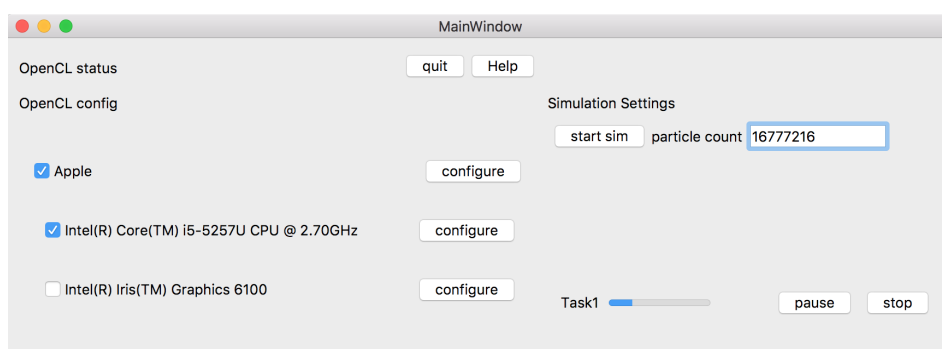 MainWindow
OpenCL status quit Help
OpenCL config Simulation Settings
start sim particle count 16777216
Apple configure
Intel(R) Core(TM) i5-5257U CPU @ 2.70GHz configure
Intel(R) Iris(TM) Graphics 6100 configure
Task1 pause stop